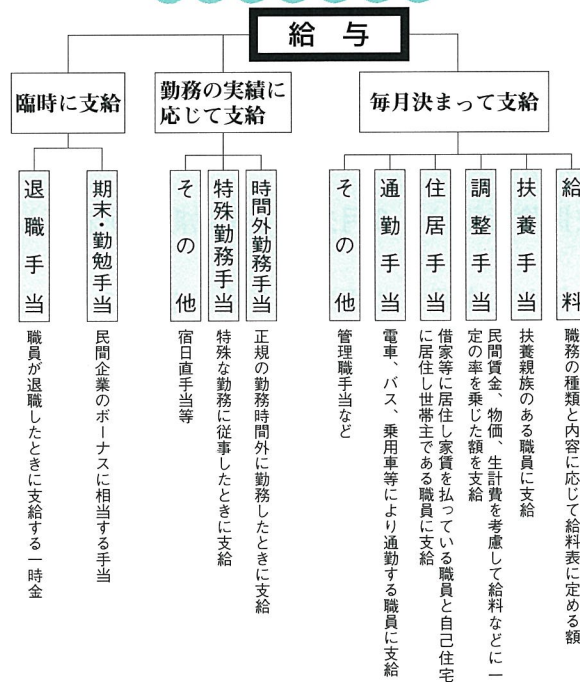 給与
毎月決まって支給
給料
職務の種類と内容に応じて給料表に定める額
扶養手当
扶養親族のある職員に支給
調整手当
民間賃金、物価、生計費を考慮して給料などに一
定の率を乗じた額を支給
住居手当
借家等に居住し家賃を払っている職員と自己住宅
に居住し世帯主である職員に支給
通勤手当
電車、バス、乗用車等により通勤する職員に支給
その他
管理職手当など
勤務の実績に
応じて支給
時間外勤務手当
正規の勤務時間外に勤務したときに支給
特殊勤務手当
特殊な勤務に従事したときに支給
その他
宿日直手当等
臨時に支給
期末・勤勉手当
民間企業のボーナスに相当する手当
退職手当
職員が退職したときに支給する一時金